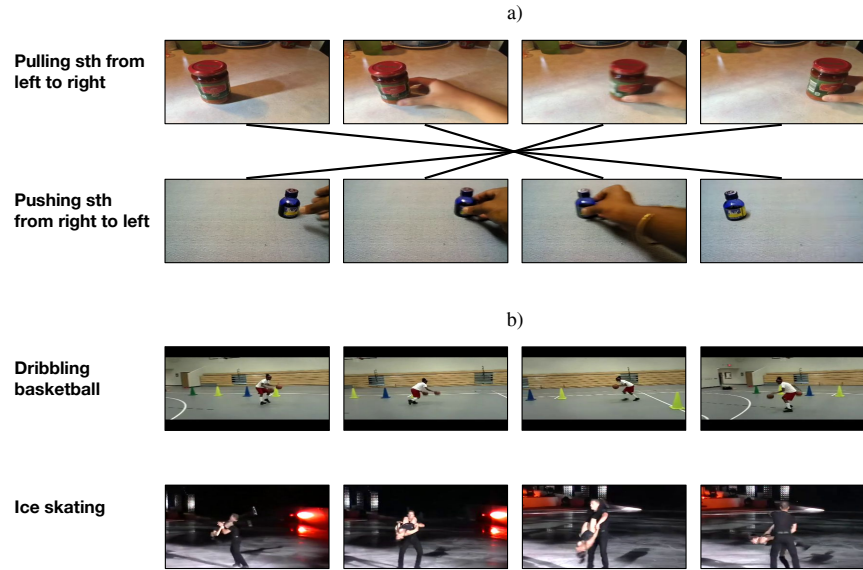 a)
Pulling sth from
left to right
Pushing sth
from right to left
b)
Dribbling
basketball
Ice skating